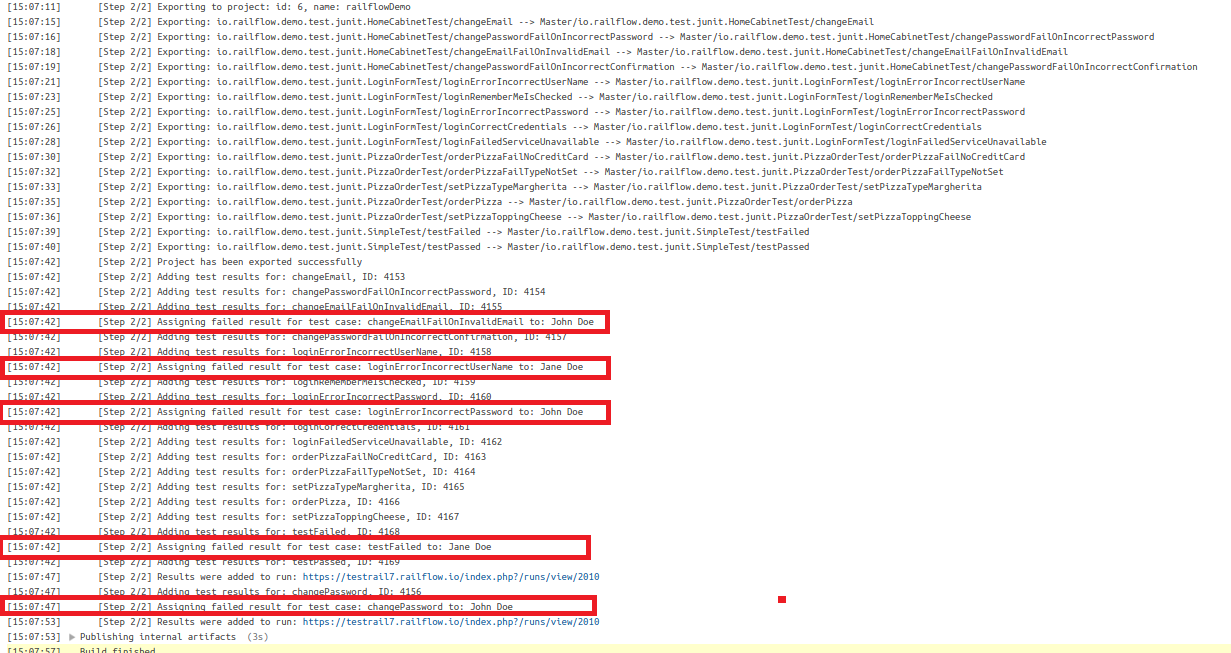 [15:07:11] [Step 2/2] Exporting to project: id: 6, name: railflowDemo
[15:07:15] [Step 2/2] Exporting: io.railflow.demo.test.junit.HomeCabinetTest/changeEmail --> Master/io.railflow.demo.test.junit.HomeCabinetTest/changeEmail
[15:07:16] [Step 2/2] Exporting: io.railflow.demo.test.junit.HomeCabinetTest/changePasswordFailOnIncorrectPassword --> Master/io.railflow.demo.test.junit.HomeCabinetTest/changePasswordFailOnIncorrectPassword
[15:07:18] [Step 2/2] Exporting: io.railflow.demo.test.junit.HomeCabinetTest/changeEmailFailOnInvalidEmail --> Master/io.railflow.demo.test.junit.HomeCabinetTest/changeEmailFailOnInvalidEmail
[15:07:19] [Step 2/2] Exporting: io.railflow.demo.test.junit.HomeCabinetTest/changePasswordFailOnIncorrectConfirmation --> Master/io.railflow.demo.test.junit.HomeCabinetTest/changePasswordFailOnIncorrectConfirmation
[15:07:21] [Step 2/2] Exporting: io.railflow.demo.test.junit.LoginFormTest/loginErrorIncorrectUserName --> Master/io.railflow.demo.test.junit.LoginFormTest/loginErrorIncorrectUserName
[15:07:23] [Step 2/2] Exporting: io.railflow.demo.test.junit.LoginFormTest/loginRememberMeIsChecked --> Master/io.railflow.demo.test.junit.LoginFormTest/loginRememberMeIsChecked
[15:07:25] [Step 2/2] Exporting: io.railflow.demo.test.junit.LoginFormTest/loginErrorIncorrectPassword --> Master/io.railflow.demo.test.junit.LoginFormTest/loginErrorIncorrectPassword
[15:07:26] [Step 2/2] Exporting: io.railflow.demo.test.junit.LoginFormTest/loginCorrectCredentials --> Master/io.railflow.demo.test.junit.LoginFormTest/loginCorrectCredentials
[15:07:28] [Step 2/2] Exporting: io.railflow.demo.test.junit.LoginFormTest/loginFailedServiceUnavailable --> Master/io.railflow.demo.test.junit.LoginFormTest/loginFailedServiceUnavailable
[15:07:30] [Step 2/2] Exporting: io.railflow.demo.test.junit.PizzaOrderTest/orderPizzaFailNoCreditCard --> Master/io.railflow.demo.test.junit.PizzaOrderTest/orderPizzaFailNoCreditCard
[15:07:32] [Step 2/2] Exporting: io.railflow.demo.test.junit.PizzaOrderTest/orderPizzaFailTypeNotSet --> Master/io.railflow.demo.test.junit.PizzaOrderTest/orderPizzaFailTypeNotSet
[15:07:33] [Step 2/2] Exporting: io.railflow.demo.test.junit.PizzaOrderTest/setPizzaTypeMargherita --> Master/io.railflow.demo.test.junit.PizzaOrderTest/setPizzaTypeMargherita
[15:07:35] [Step 2/2] Exporting: io.railflow.demo.test.junit.PizzaOrderTest/orderPizza --> Master/io.railflow.demo.test.junit.PizzaOrderTest/orderPizza
[15:07:36] [Step 2/2] Exporting: io.railflow.demo.test.junit.PizzaOrderTest/setPizzaToppingCheese --> Master/io.railflow.demo.test.junit.PizzaOrderTest/setPizzaToppingCheese
[15:07:39] [Step 2/2] Exporting: io.railflow.demo.test.junit.SimpleTest/testFailed --> Master/io.railflow.demo.test.junit.SimpleTest/testFailed
[15:07:40] [Step 2/2] Exporting: io.railflow.demo.test.junit.SimpleTest/testPassed --> Master/io.railflow.demo.test.junit.SimpleTest/testPassed
[15:07:42] [Step 2/2] Project has been exported successfully
[15:07:42] [Step 2/2] Adding test results for: changeEmail, ID: 4153
[15:07:42] [Step 2/2] Adding test results for: changePasswordFailOnIncorrectPassword, ID: 4154
[15:07:42] [Step 2/2] Adding test results for: changeEmailFailOnInvalidEmail, ID: 4155
[15:07:42] [Step 2/2] Assigning failed result for test case: changeEmailFailOnInvalidEmail to: John Doe
[15:07:42] [Step 2/2] Adding test results for: changePasswordFailOnIncorrectConfirmation, ID: 4157
[15:07:42] [Step 2/2] Adding test results for: loginErrorIncorrectUserName, ID: 4158
[15:07:42] [Step 2/2] Assigning failed result for test case: loginErrorIncorrectUserName to: Jane Doe
[15:07:42] [Step 2/2] Adding test results for: loginRememberMeIsChecked, ID: 4159
[15:07:42] [Step 2/2] Adding test results for: loginErrorIncorrectPassword, ID: 4160
[15:07:42] [Step 2/2] Assigning failed result for test case: loginErrorIncorrectPassword to: John Doe
[15:07:42] [Step 2/2] Adding test results for: loginCorrectCredentials, ID: 4161
[15:07:42] [Step 2/2] Adding test results for: loginFailedServiceUnavailable, ID: 4162
[15:07:42] [Step 2/2] Adding test results for: orderPizzaFailNoCreditCard, ID: 4163
[15:07:42] [Step 2/2] Adding test results for: orderPizzaFailTypeNotSet, ID: 4164
[15:07:42] [Step 2/2] Adding test results for: setPizzaTypeMargherita, ID: 4165
[15:07:42] [Step 2/2] Adding test results for: orderPizza, ID: 4166
[15:07:42] [Step 2/2] Adding test results for: setPizzaToppingCheese, ID: 4167
[15:07:42] [Step 2/2] Adding test results for: testFailed, ID: 4168
[15:07:42] [Step 2/2] Assigning failed result for test case: testFailed to: Jane Doe
[15:07:42] [Step 2/2] Adding test results for: testPassed, ID: 4169
[15:07:47] [Step 2/2] Results were added to run: https://testrail7.railflow.io/index.php?/runs/view/2010
[15:07:47] [Step 2/2] Adding test results for: changePassword, ID: 4156
[15:07:47] [Step 2/2] Assigning failed result for test case: changePassword to: John Doe
[15:07:53] [Step 2/2] Results were added to run: https://testrail7.railflow.io/index.php?/runs/view/2010
[15:07:53] Publishing internal artifacts (3s)
[15:07:57] Build finished